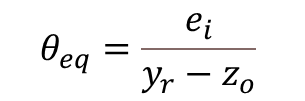 θ_eq = e_i / (y_r − z_o)